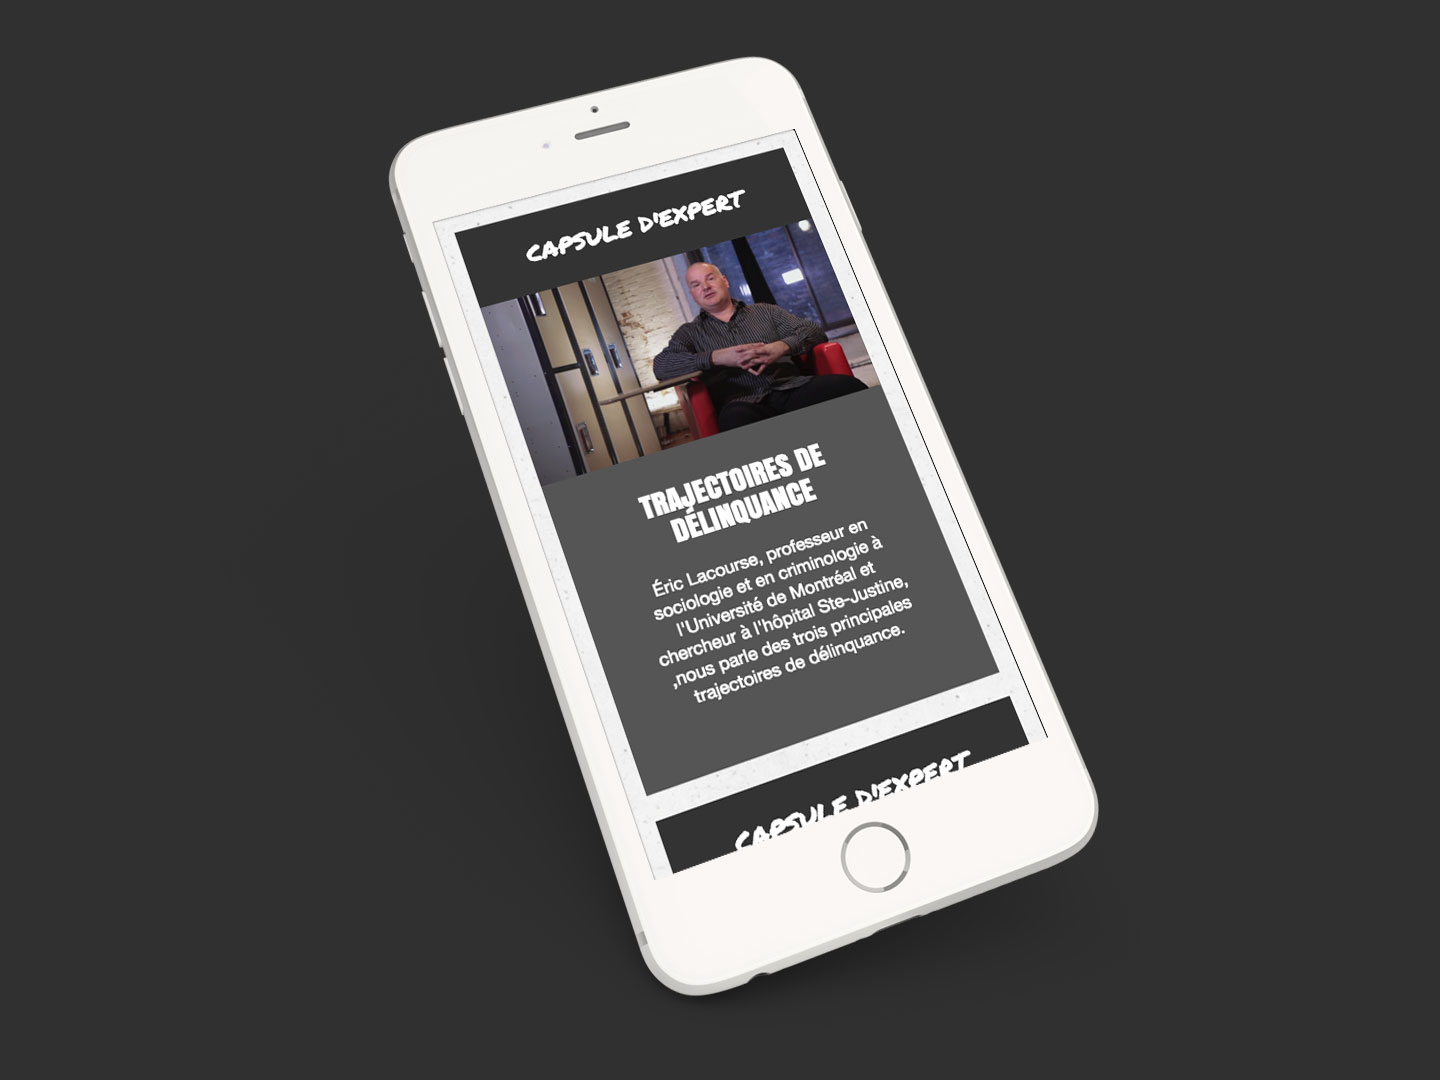 CAPSULE D'EXPERT
TRAJECTOIRES DE
DÉLINQUANCE
Éric Lacourse, professeur en
sociologie et en criminologie à
l'Université de Montréal et
chercheur à l'hôpital Ste-Justine,
,nous parle des trois principales
trajectoires de délinquance.
CAPSULE D'EXPERT